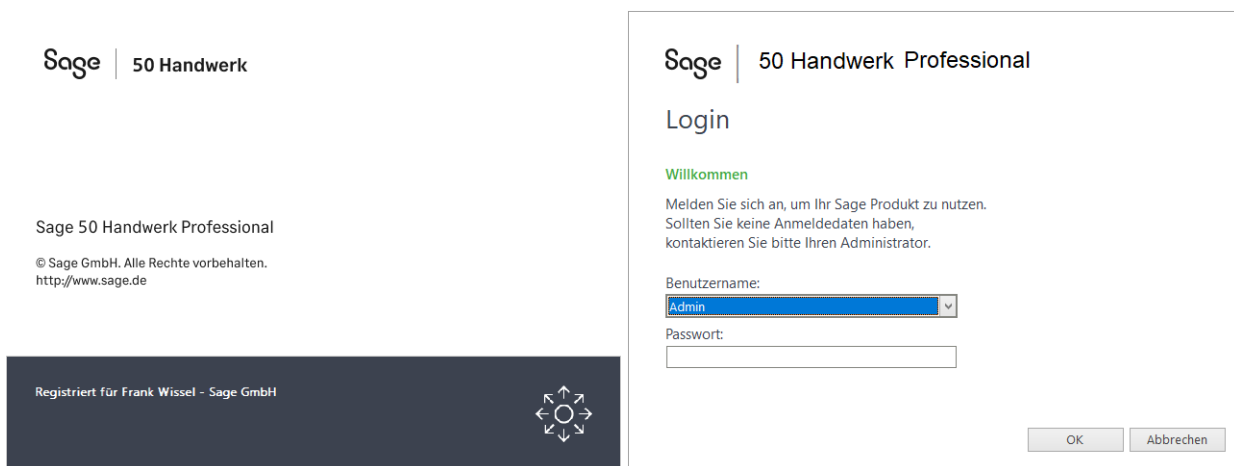 Sage 50 Handwerk
Sage 50 Handwerk Professional
© Sage GmbH. Alle Rechte vorbehalten.
http://www.sage.de
Registriert für Frank Wissel - Sage GmbH
Sage 50 Handwerk Professional
Login
Willkommen
Melden Sie sich an, um Ihr Sage Produkt zu nutzen.
Sollten Sie keine Anmeldedaten haben,
kontaktieren Sie bitte Ihren Administrator.
Benutzername:
Admin
Passwort:
OK Abbrechen